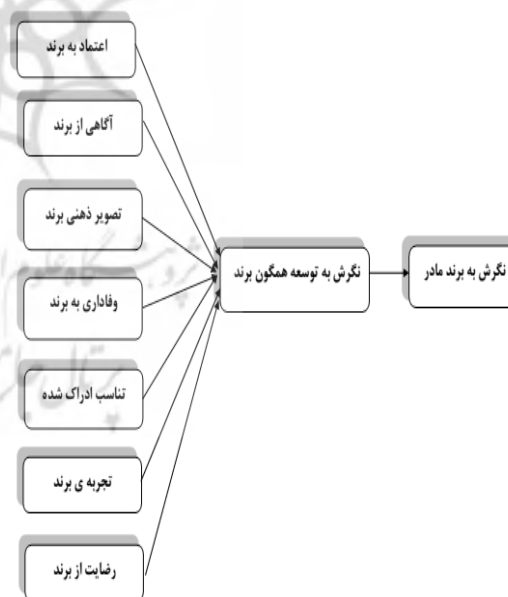 اعتماد به برند
آگاهی از برند
تصویر ذهنی برند
وفاداری به برند
تناسب ادراک شده
تجربه ی برند
رضایت از برند
نگرش به توسعه همگون برند
نگرش به برند مادر